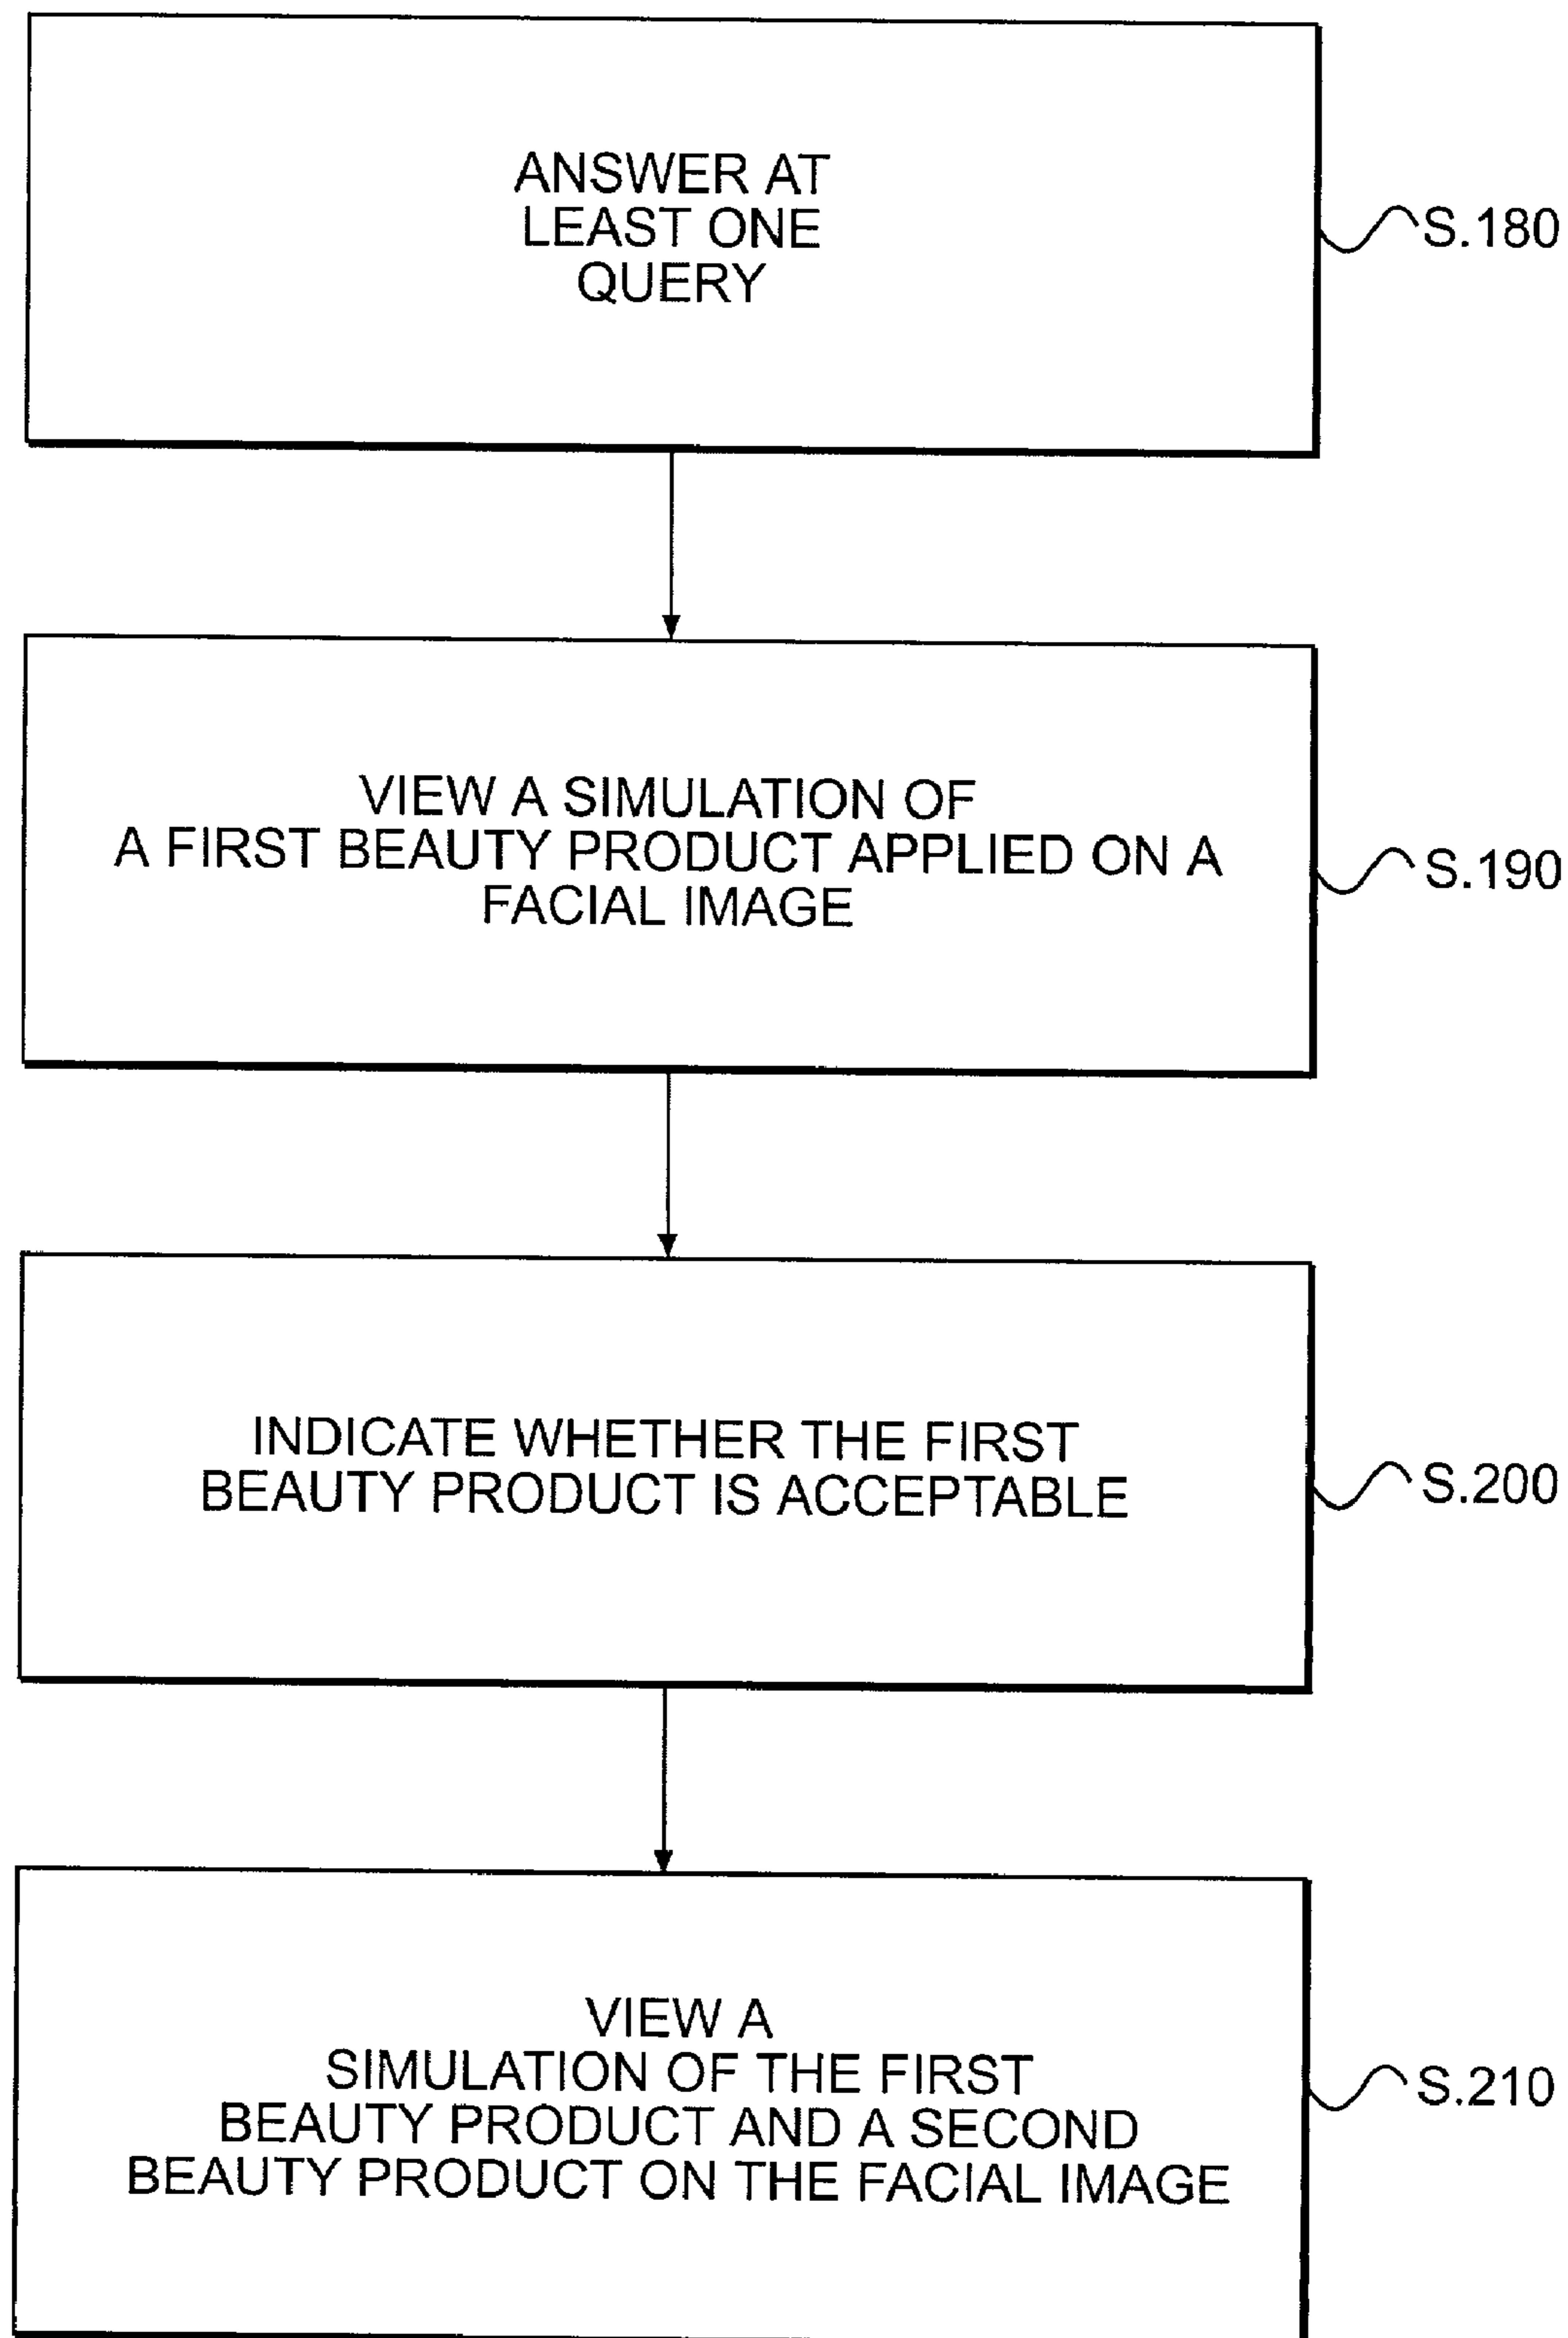 ANSWER AT
LEAST ONE
QUERY
S.180
VIEW A SIMULATION OF
A FIRST BEAUTY PRODUCT APPLIED ON A
FACIAL IMAGE
S.190
INDICATE WHETHER THE FIRST
BEAUTY PRODUCT IS ACCEPTABLE
S.200
VIEW A
SIMULATION OF THE FIRST
BEAUTY PRODUCT AND A SECOND
BEAUTY PRODUCT ON THE FACIAL IMAGE
S.210